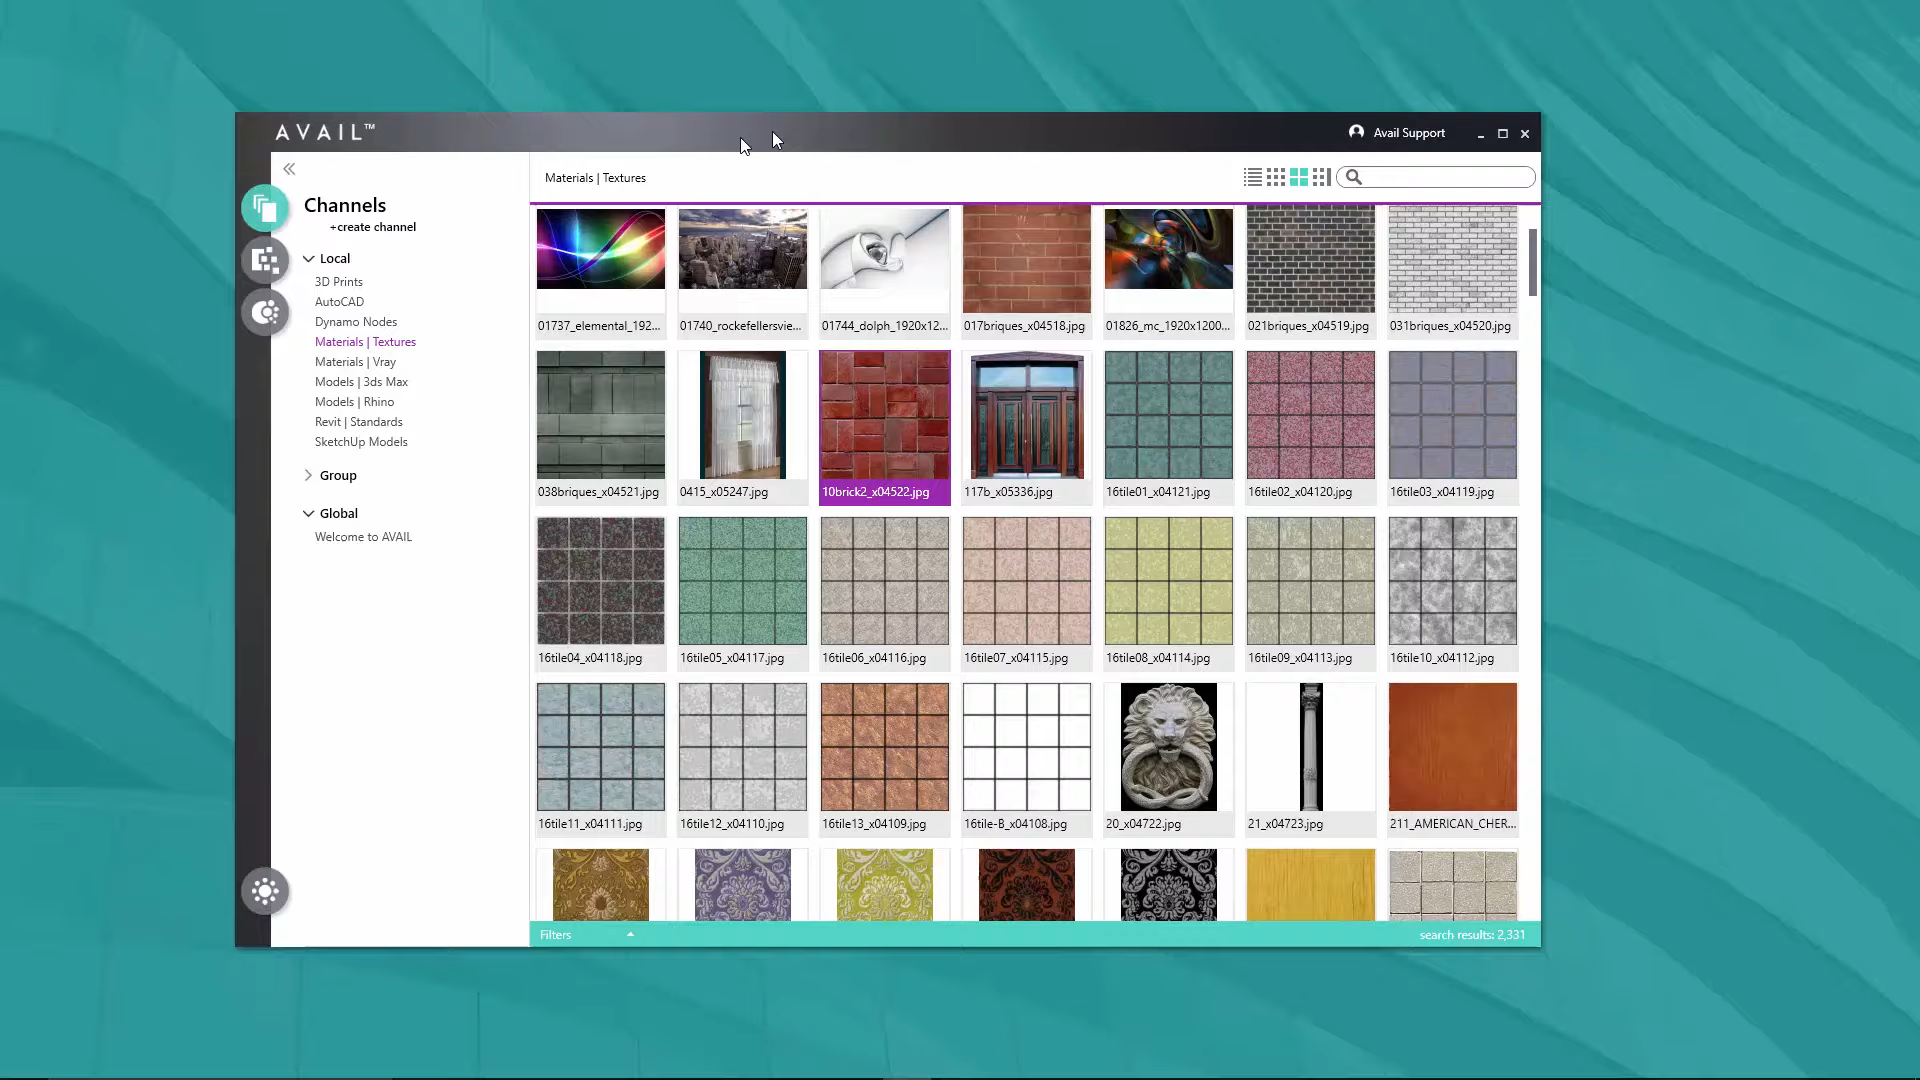 AVAIL™
Avail Support
Materials | Textures
Channels
+create channel
Local
3D Prints
AutoCAD
Dynamo Nodes
Materials | Textures
Materials | Vray
Models | 3ds Max
Models | Rhino
Revit | Standards
SketchUp Models
Group
Global
Welcome to AVAIL
01737_elemental_192... 01740_rockefellersvie... 01744_dolph_1920x12... 017briques_x04518.jpg 01826_mc_1920x1200... 021briques_x04519.jpg 031briques_x04520.jpg
038briques_x04521.jpg 0415_x05247.jpg 10brick2_x04522.jpg 117b_x05336.jpg 16tile01_x04121.jpg 16tile02_x04120.jpg 16tile03_x04119.jpg
16tile04_x04118.jpg 16tile05_x04117.jpg 16tile06_x04116.jpg 16tile07_x04115.jpg 16tile08_x04114.jpg 16tile09_x04113.jpg 16tile10_x04112.jpg
16tile11_x04111.jpg 16tile12_x04110.jpg 16tile13_x04109.jpg 16tile-B_x04108.jpg 20_x04722.jpg 21_x04723.jpg 211_AMERICAN_CHER...
Filters
search results: 2,331